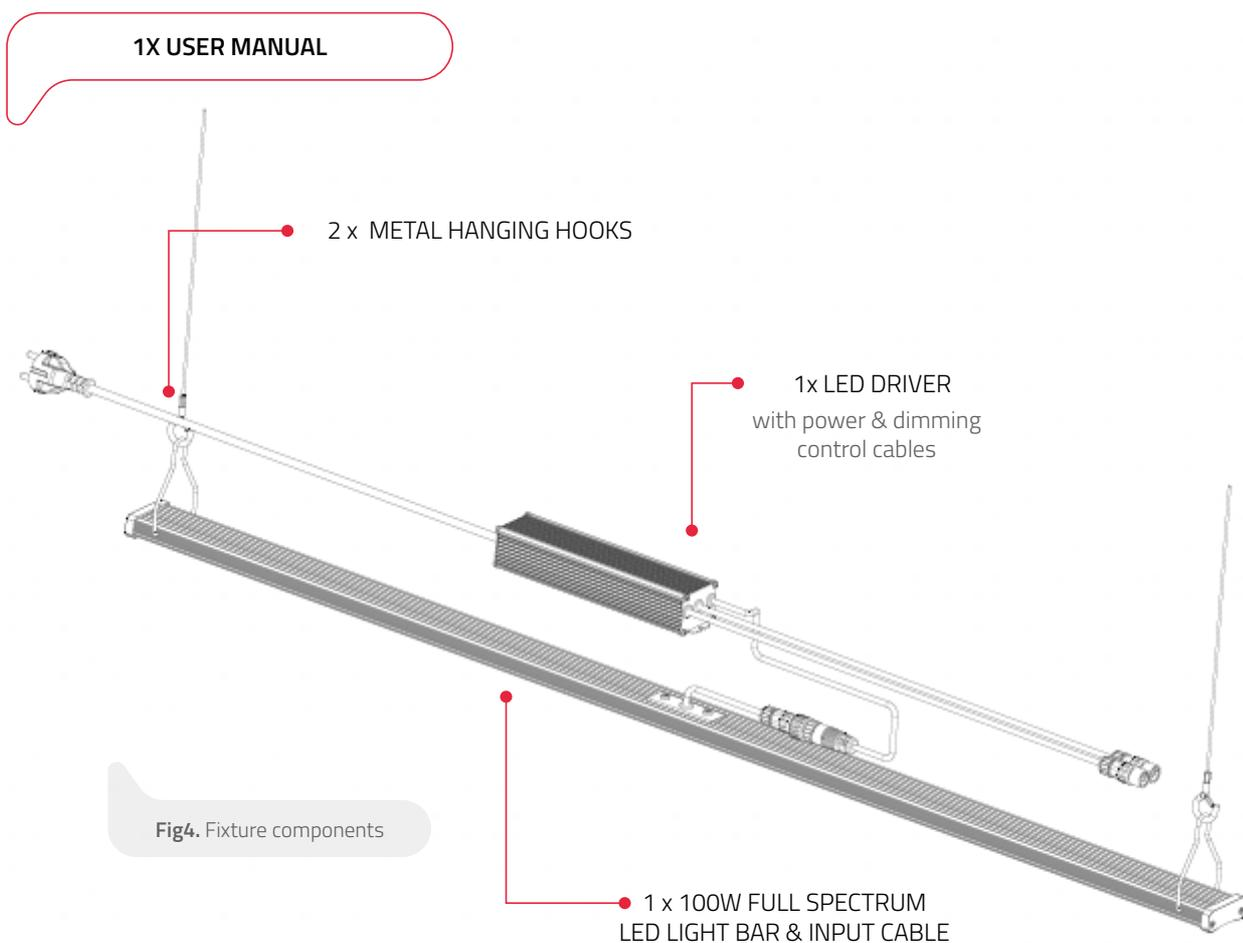 1X USER MANUAL
2 x  METAL HANGING HOOKS
1x LED DRIVER
with power & dimming
control cables
Fig4. Fixture components
1 x 100W FULL SPECTRUM
LED LIGHT BAR & INPUT CABLE